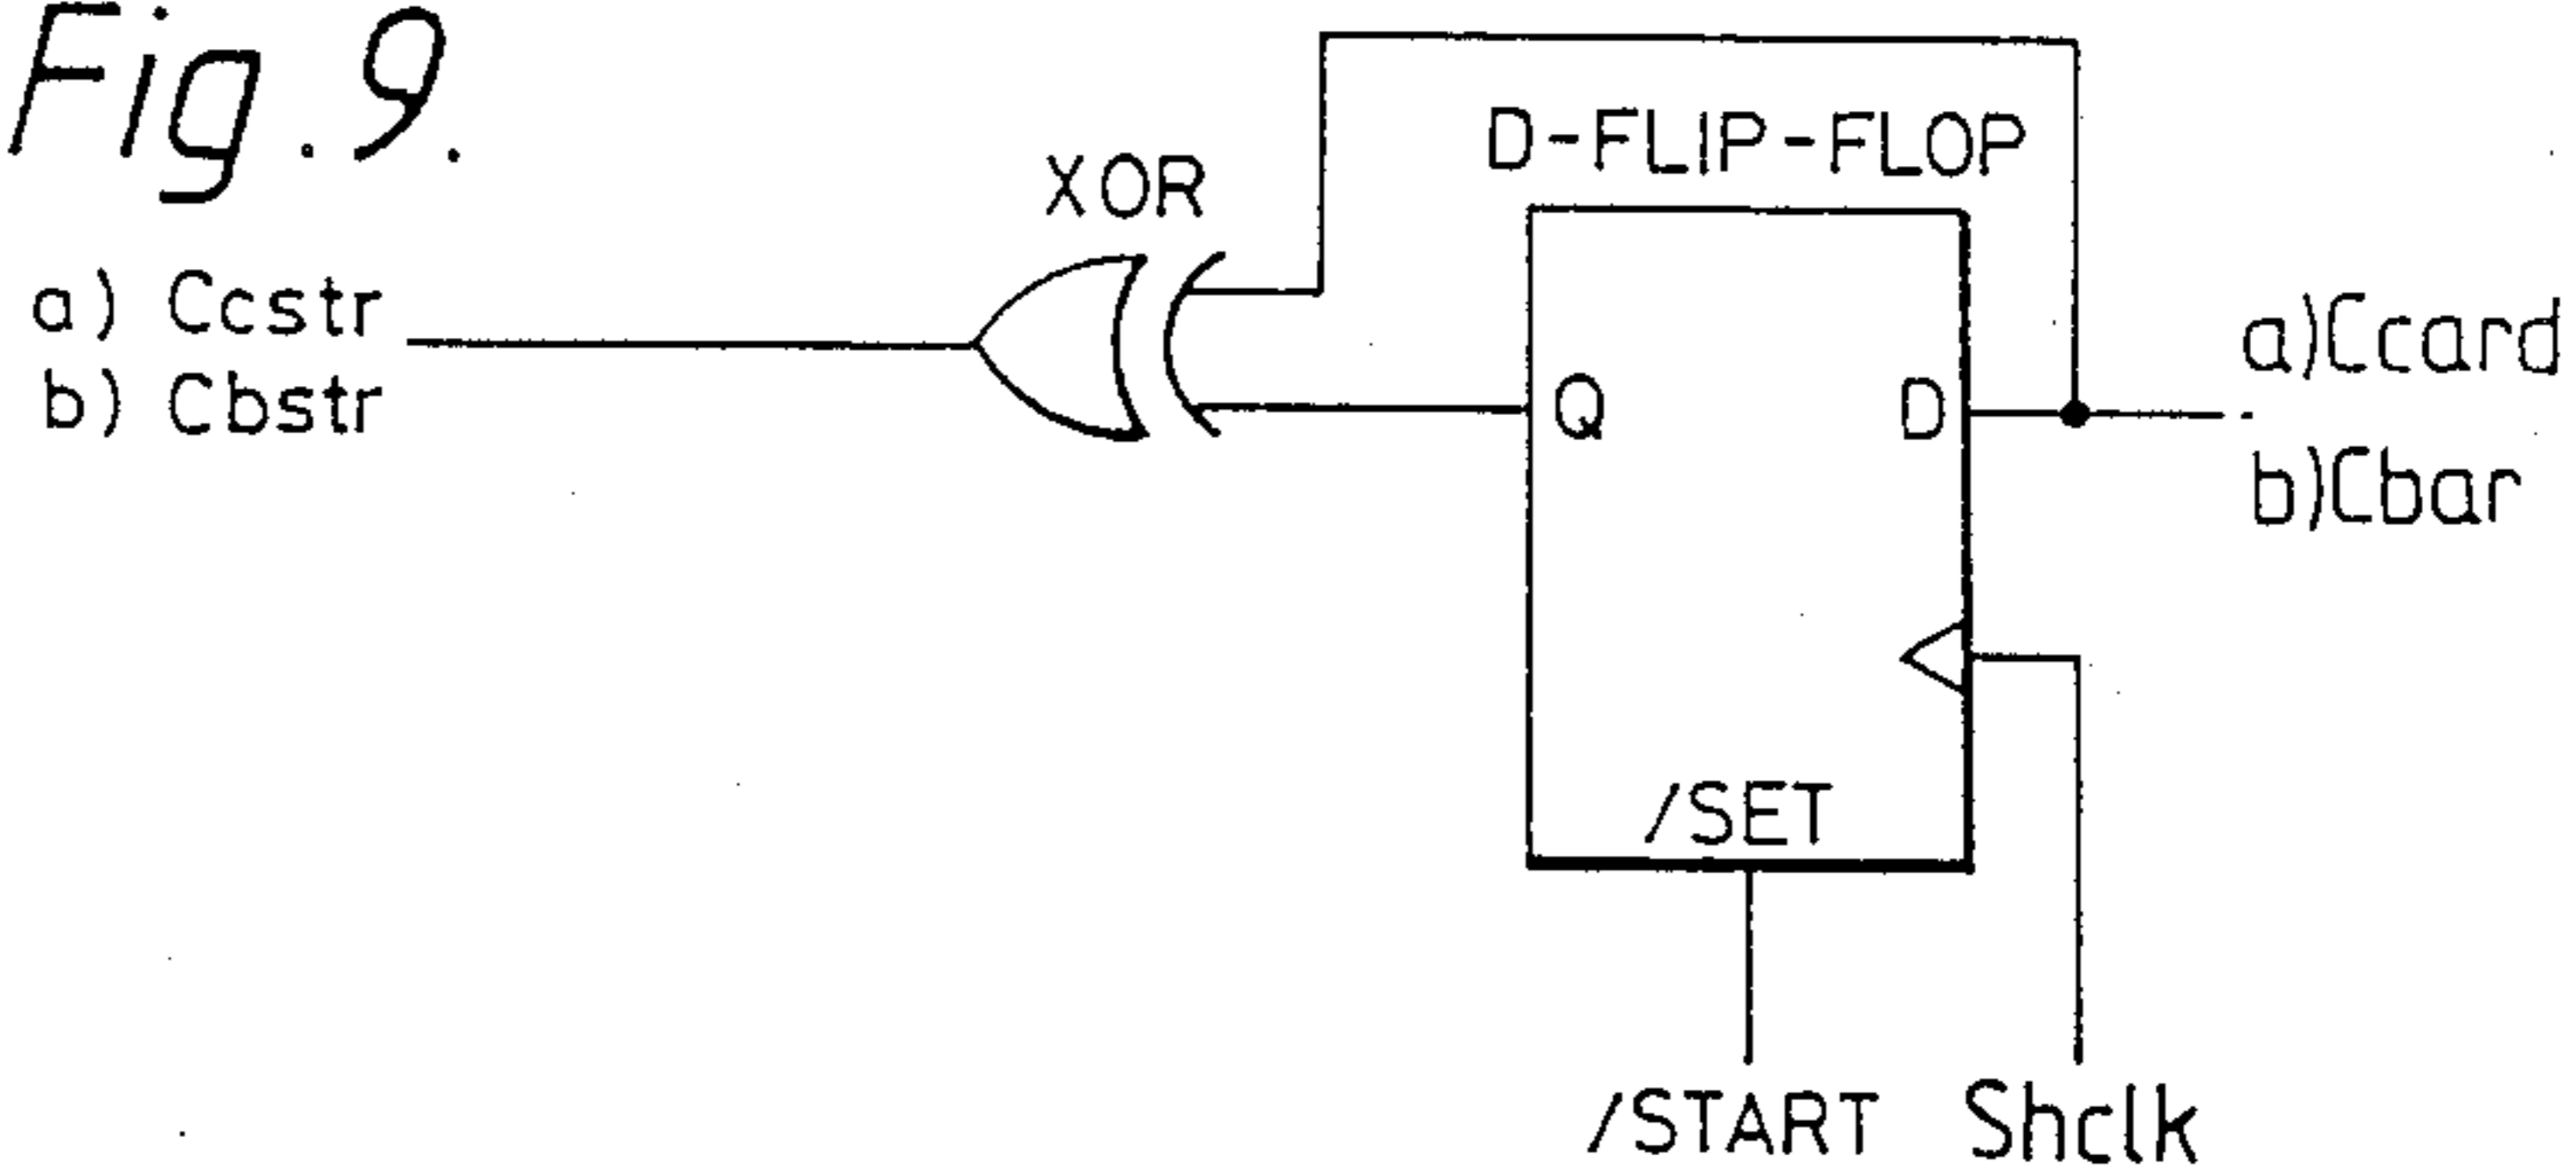 Fig. 9.
XOR
D-FLIP-FLOP
a) Ccstr
b) Cbstr
Q
D
a)Ccard
b)Cbar
/SET
/START
Shclk